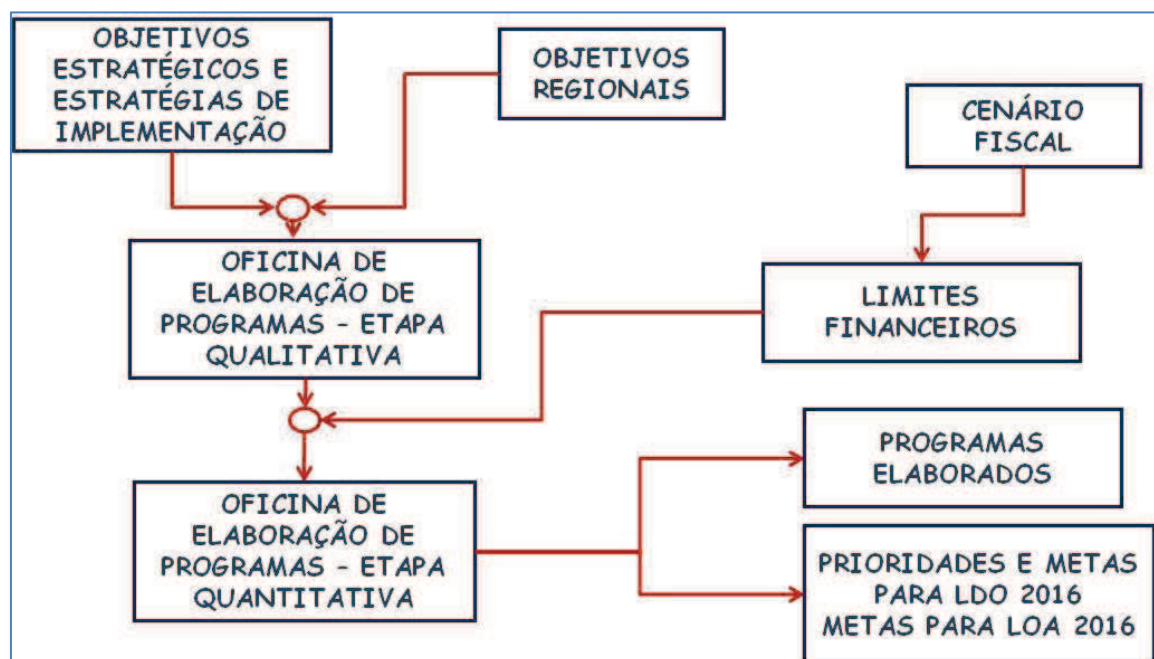 OBJETIVOS
ESTRATÉGICOS E
ESTRATÉGIAS DE
IMPLEMENTAÇÃO
OBJETIVOS
REGIONAIS
CENÁRIO
FISCAL
OFICINA DE
ELABORAÇÃO DE
PROGRAMAS - ETAPA
QUALITATIVA
LIMITES
FINANCEIROS
OFICINA DE
ELABORAÇÃO DE
PROGRAMAS - ETAPA
QUANTITATIVA
PROGRAMAS
ELABORADOS
PRIORIDADES E METAS
PARA LDO 2016
METAS PARA LOA 2016